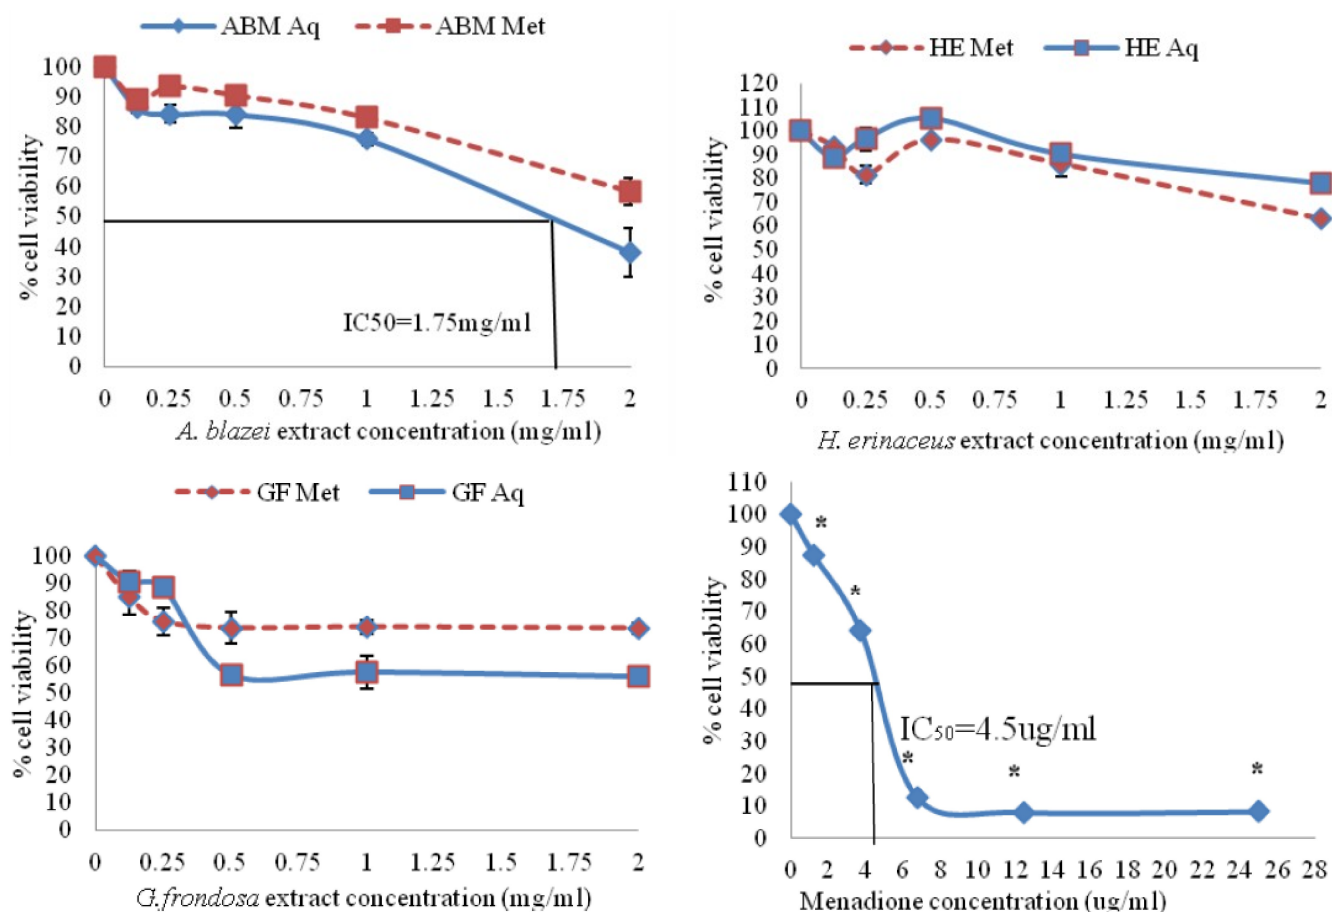 ABM Aq ABM Met
% cell viability
100
90
80
70
60
50
40
30
20
10
0
IC50=1.75mg/ml
0 0.25 0.5 0.75 1 1.25 1.5 1.75 2
A. blazei extract concentration (mg/ml)
HE Met HE Aq
% cell viability
120
110
100
90
80
70
60
50
40
30
20
10
0
0 0.25 0.5 0.75 1 1.25 1.5 1.75 2
H. erinaceus extract concentration (mg/ml)
GF Met GF Aq
% cell viability
100
90
80
70
60
50
40
30
20
10
0
0 0.25 0.5 0.75 1 1.25 1.5 1.75 2
G.frondosa extract concentration (mg/ml)
% cell viability
110
100
90
80
70
60
50
40
30
20
10
0
*
*
IC50=4.5ug/ml
* * *
0 2 4 6 8 10 12 14 16 18 20 22 24 26 28
Menadione concentration (ug/ml)